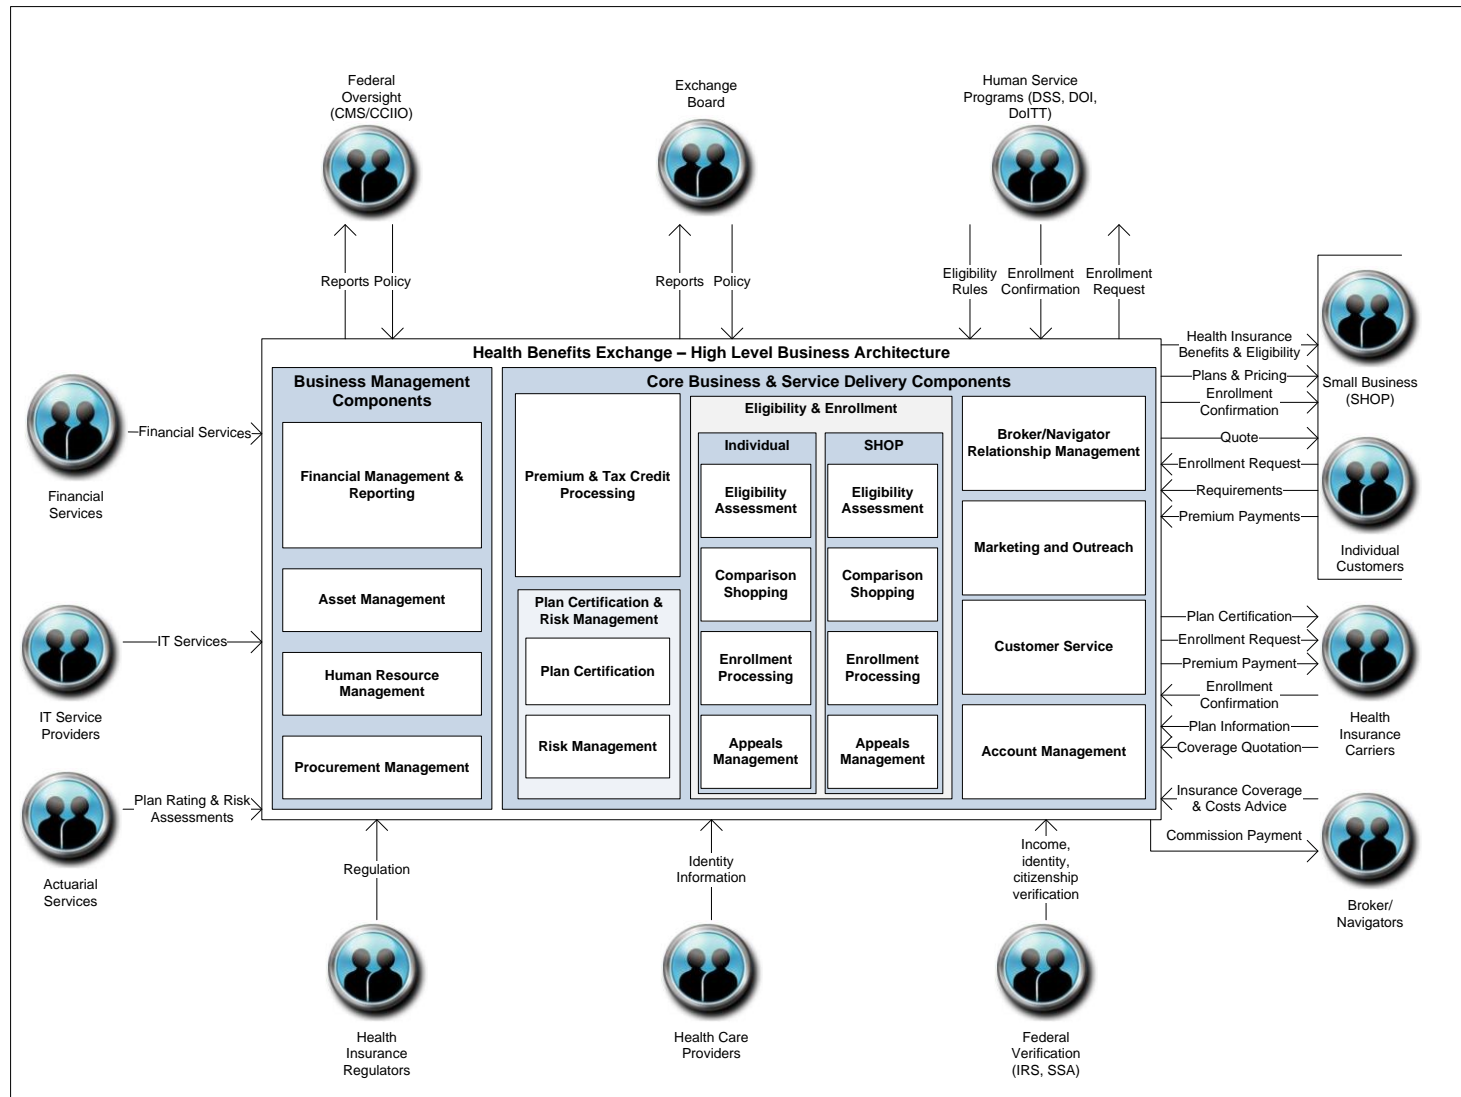 Federal
Oversight
(CMS/CCIIO)
Exchange
Board
Human Service
Programs (DSS, DOI,
DoITT)
Reports
Policy
Reports
Policy
Eligibility
Rules
Enrollment
Confirmation
Enrollment
Request
Health Benefits Exchange – High Level Business Architecture
Business Management
Components
Financial Management &
Reporting
Asset Management
Human Resource
Management
Procurement Management
Core Business & Service Delivery Components
Premium & Tax Credit
Processing
Plan Certification &
Risk Management
Plan Certification
Risk Management
Eligibility & Enrollment
Individual
Eligibility
Assessment
Comparison
Shopping
Enrollment
Processing
Appeals
Management
SHOP
Eligibility
Assessment
Comparison
Shopping
Enrollment
Processing
Appeals
Management
Broker/Navigator
Relationship Management
Marketing and Outreach
Customer Service
Account Management
Financial Services
Financial
Services
IT Services
IT Service
Providers
Plan Rating & Risk
Assessments
Actuarial
Services
Health Insurance
Benefits & Eligibility
Plans & Pricing
Enrollment
Confirmation
Quote
Enrollment Request
Requirements
Premium Payments
Small Business
(SHOP)
Individual
Customers
Plan Certification
Enrollment Request
Premium Payment
Enrollment
Confirmation
Plan Information
Coverage Quotation
Health
Insurance
Carriers
Insurance Coverage
& Costs Advice
Commission Payment
Broker/
Navigators
Regulation
Health
Insurance
Regulators
Identity
Information
Health Care
Providers
Income,
identity,
citizenship
verification
Federal
Verification
(IRS, SSA)